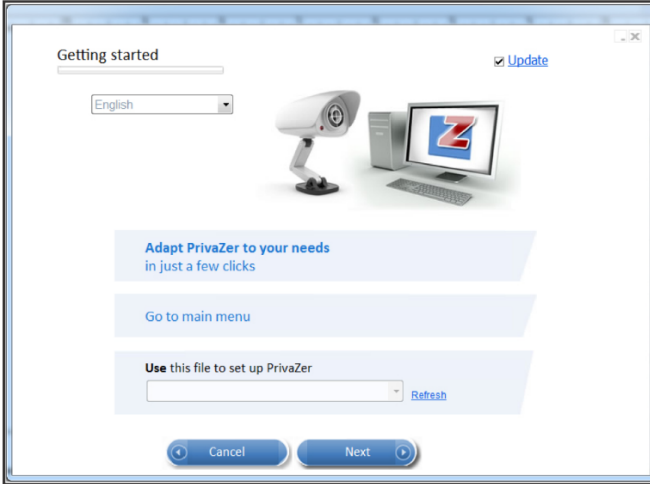 Getting started
Update
English
Z
Adapt PrivaZer to your needs
in just a few clicks
Go to main menu
Use this file to set up PrivaZer
Refresh
Cancel
Next